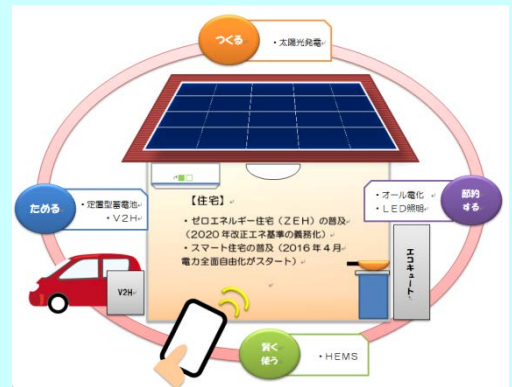 つくる
・太陽光発電
【住宅】
・ゼロエネルギー住宅（ZEH）の普及
（2020年改正エネ基準の義務化）
・スマート住宅の普及（2016年4月
電力全面自由化がスタート）
ためる
・定置型蓄電池
・V2H
・オール電化
・LED照明
節約
する
エコキュート
V2H
賢く
使う
・HEMS